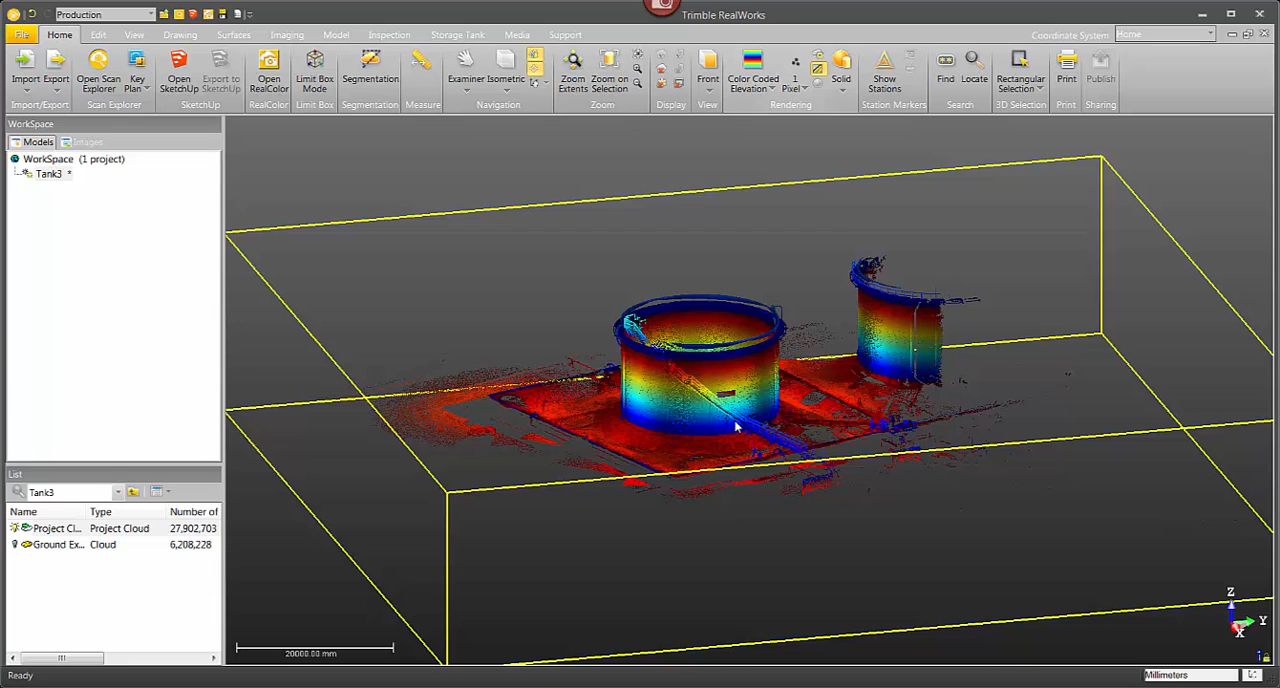 Production
Trimble RealWorks
File Home Edit View Drawing Surfaces Imaging Model Inspection Storage Tank Media Support
Coordinate System Home
Import Export
Open Scan Explorer
Key Plan
Open SketchUp
Export to SketchUp
Open RealColor
Limit Box Mode
Segmentation
Examiner
Isometric
Zoom Extents
Zoom on Selection
Front
Color Coded Elevation
1 Pixel
Solid
Show Stations
Find
Locate
Rectangular Selection
Print
Publish
Import/Export Scan Explorer SketchUp RealColor Limit Box Segmentation Measure Navigation Zoom Display View Rendering Station Markers Search 3D Selection Print Sharing
WorkSpace
Models Images
WorkSpace (1 project)
Tank3 *
List
Tank3
Name Type Number of
Project Cl... Project Cloud 27,902,703
Ground Ex... Cloud 6,208,228
20000.00 mm
Z
Y
X
Ready
Millimeters